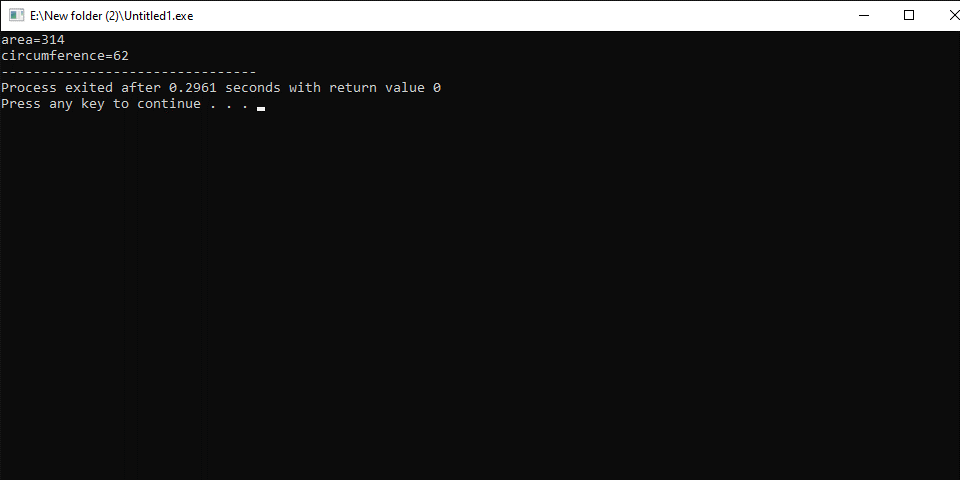 E:\New folder (2)\Untitled1.exe
area=314
circumference=62
--------------------------------
Process exited after 0.2961 seconds with return value 0
Press any key to continue . . .